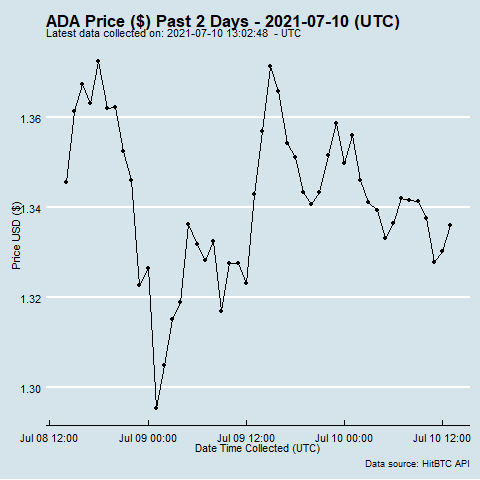 ADA Price ($) Past 2 Days - 2021-07-10 (UTC)
Latest data collected on: 2021-07-10 13:02:48 - UTC
Price USD ($)
1.36
1.34
1.32
1.30
Jul 08 12:00 Jul 09 00:00 Jul 09 12:00 Jul 10 00:00 Jul 10 12:00
Date Time Collected (UTC)
Data source: HitBTC API